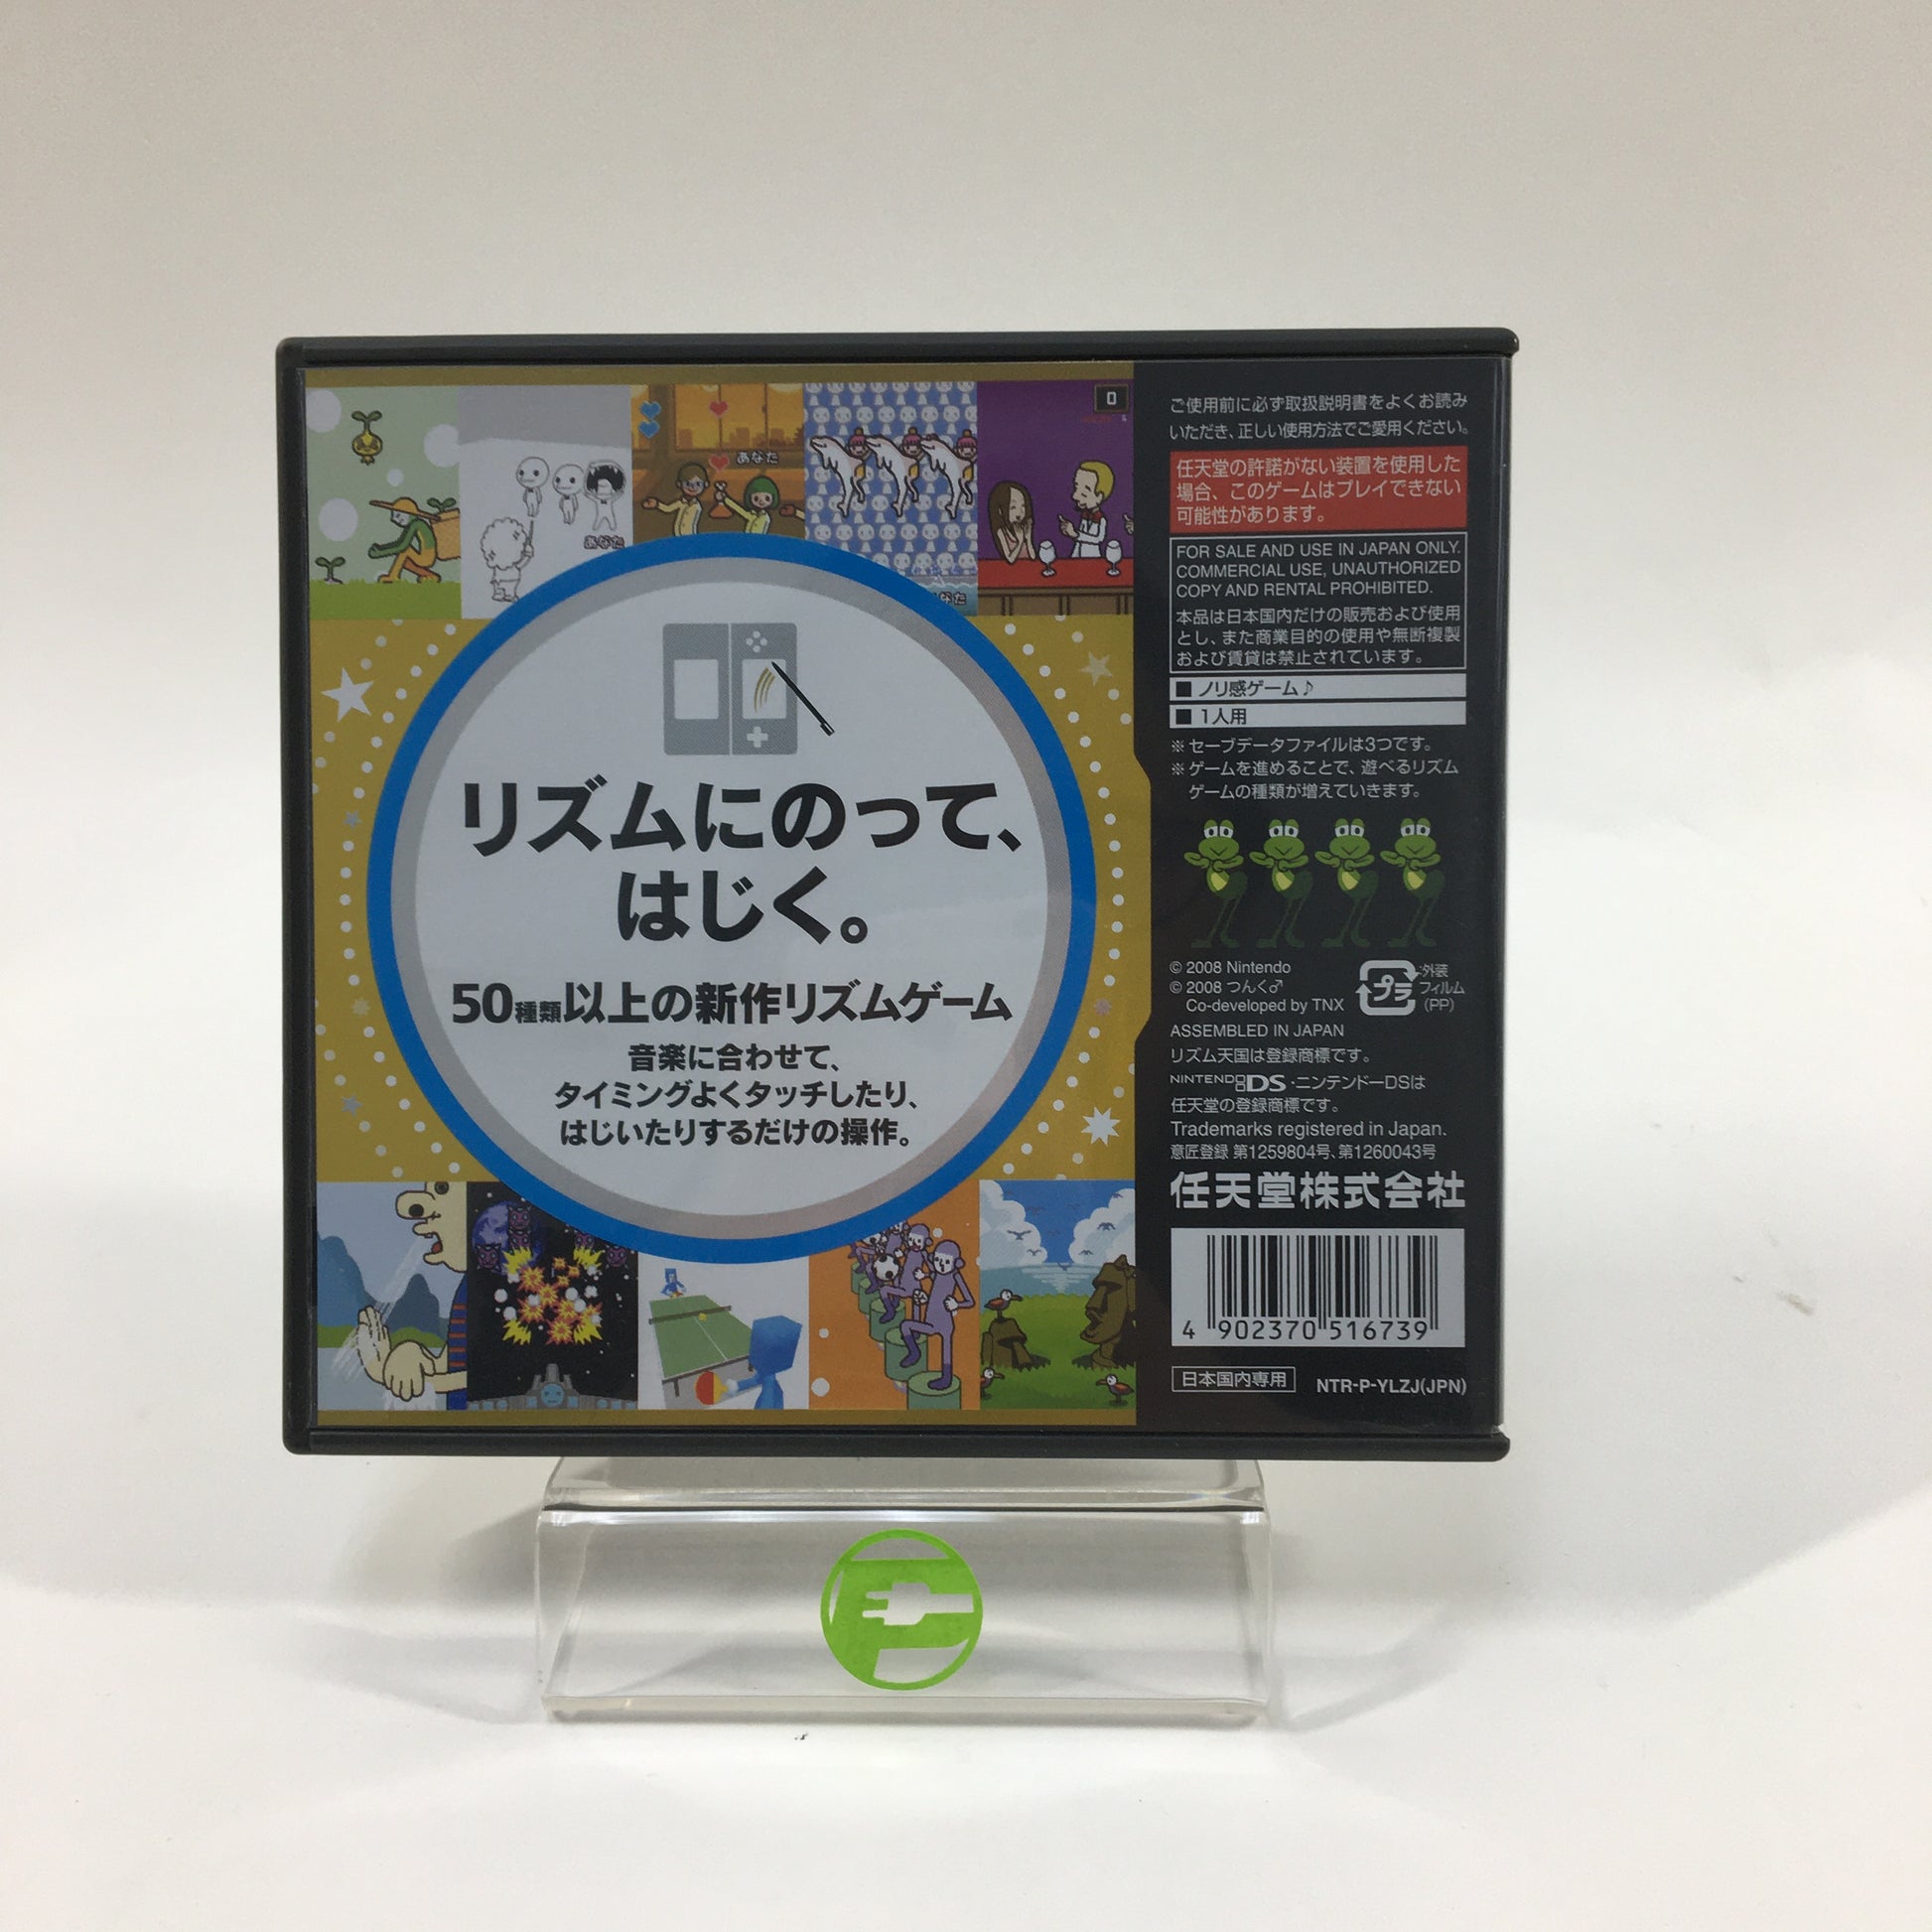 あなた
あなた
なた
0
リズムにのって、
はじく。
50種類以上の新作リズムゲーム
音楽に合わせて、
タイミングよくタッチしたり、
はじいたりするだけの操作。
ご使用前に必ず取扱説明書をよくお読み
いただき、正しい使用方法でご愛用ください。
任天堂の許諾がない装置を使用した
場合、このゲームはプレイできない
可能性があります。
FOR SALE AND USE IN JAPAN ONLY.
COMMERCIAL USE, UNAUTHORIZED
COPY AND RENTAL PROHIBITED.
本品は日本国内だけの販売および使用
とし、また商業目的の使用や無断複製
および賃貸は禁止されています。
■ ノリ感ゲーム♪
■ 1人用
※ セーブデータファイルは3つです。
※ ゲームを進めることで、遊べるリズム
ゲームの種類が増えていきます。
© 2008 Nintendo
© 2008 つんく♂
Co-developed by TNX
プラ
外装
フィルム
(PP)
ASSEMBLED IN JAPAN
リズム天国は登録商標です。
NINTENDO DS・ニンテンドーDSは
任天堂の登録商標です。
Trademarks registered in Japan.
意匠登録 第1259804号、第1260043号
任天堂株式会社
4 902370 516739
日本国内専用
NTR-P-YLZJ(JPN)